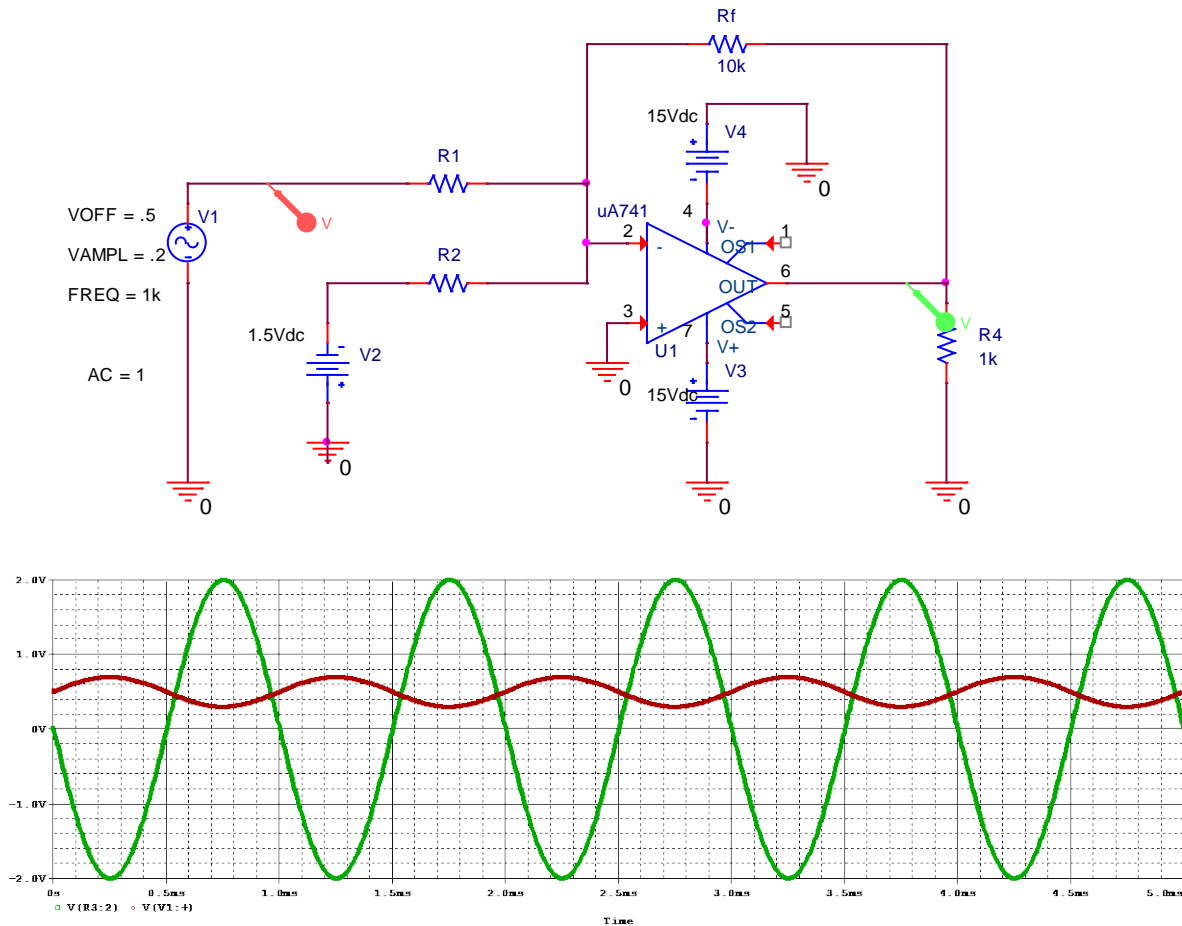 Rf
10k
15Vdc
V4
0
R1
VOFF = .5
V1
VAMPL = .2
FREQ = 1k
V
uA741
4
V-
2
-
OS1
1
R2
OUT
6
3
+
7
OS2
5
V
U1
V+
R4
1k
1.5Vdc
V2
0
V3
15Vdc
AC = 1
0
0
0
0
2.0V
1.0V
0V
-1.0V
-2.0V
0s 0.5ms 1.0ms 1.5ms 2.0ms 2.5ms 3.0ms 3.5ms 4.0ms 4.5ms 5.0ms
V(R3:2) V(V1:+)
Time